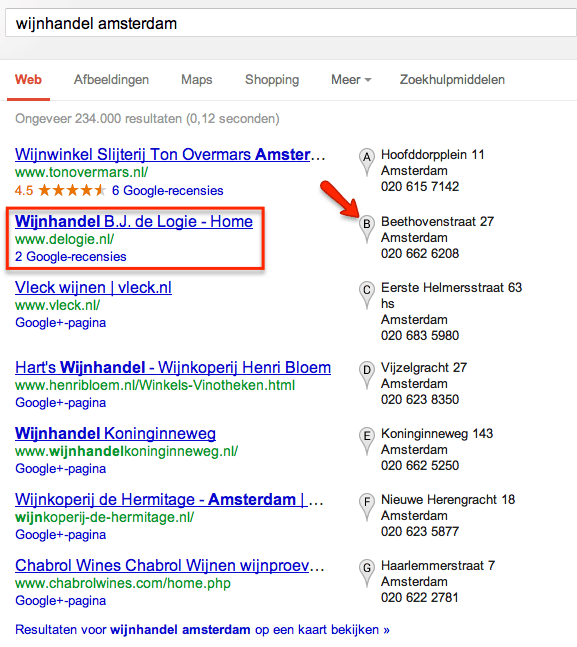 wijnhandel amsterdam
Web Afbeeldingen Maps Shopping Meer Zoekhulpmiddelen
Ongeveer 234.000 resultaten (0,12 seconden)
Wijnwinkel Slijterij Ton Overmars Amster...
www.tonovermars.nl/
4.5 6 Google-recensies
A Hoofddorpplein 11
Amsterdam
020 615 7142
Wijnhandel B.J. de Logie - Home
www.delogie.nl/
2 Google-recensies
B Beethovenstraat 27
Amsterdam
020 662 6208
Vleck wijnen | vleck.nl
www.vleck.nl/
Google+-pagina
C Eerste Helmersstraat 63
hs
Amsterdam
020 683 5980
Hart's Wijnhandel - Wijnkoperij Henri Bloem
www.henribloem.nl/Winkels-Vinotheken.html
Google+-pagina
D Vijzelgracht 27
Amsterdam
020 623 8350
Wijnhandel Koninginneweg
www.wijnhandelkoninginneweg.nl/
Google+-pagina
E Koninginneweg 143
Amsterdam
020 662 5250
Wijnkoperij de Hermitage - Amsterdam | ...
wijnkoperij-de-hermitage.nl/
Google+-pagina
F Nieuwe Herengracht 18
Amsterdam
020 623 5877
Chabrol Wines Chabrol Wijnen wijnproev...
www.chabrolwines.com/home.php
Google+-pagina
G Haarlemmerstraat 7
Amsterdam
020 622 2781
Resultaten voor wijnhandel amsterdam op een kaart bekijken »